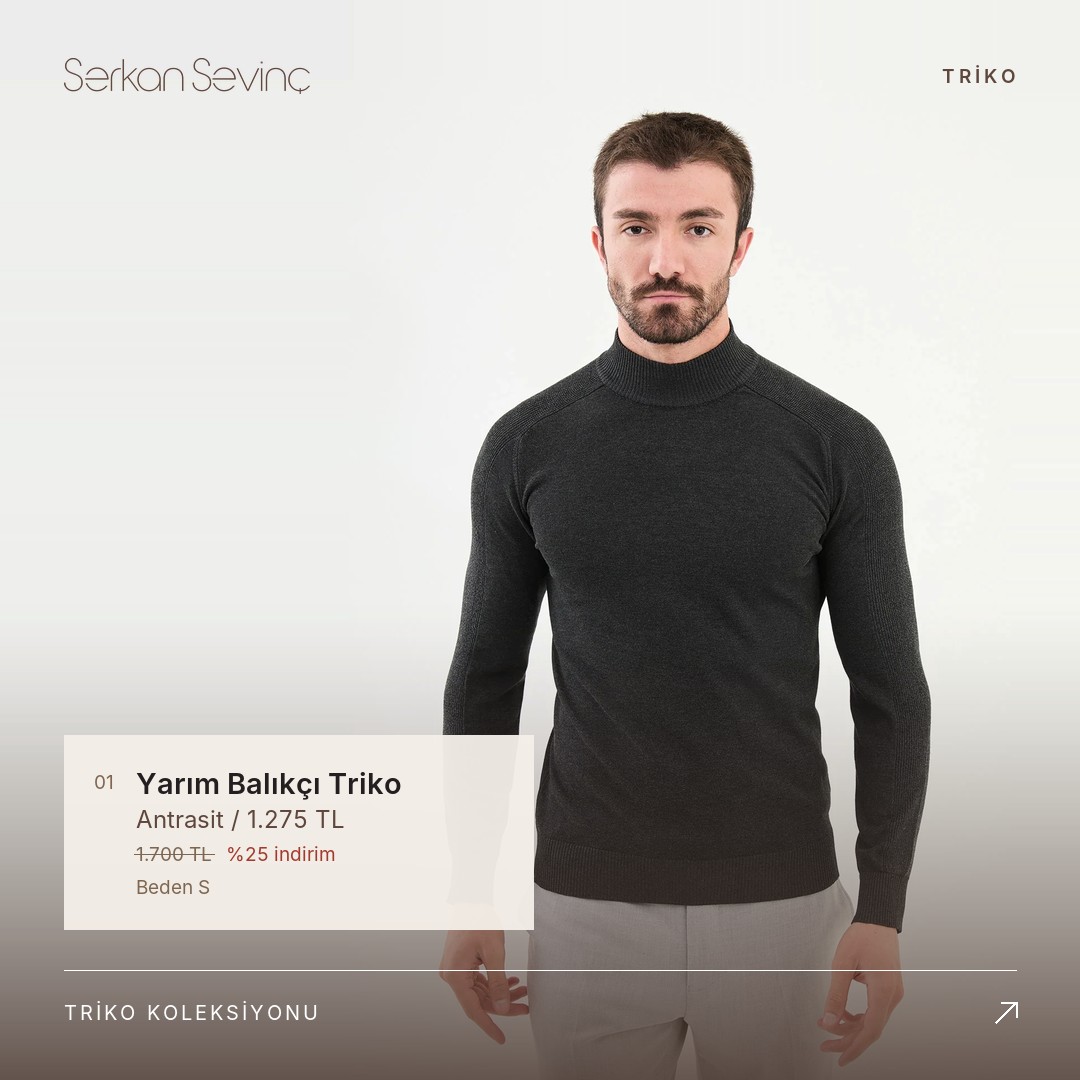 Serkan Sevinç
TRİKO
01
Yarım Balıkçı Triko
Antrasit / 1.275 TL
1.700 TL %25 indirim
Beden S
TRİKO KOLEKSİYONU